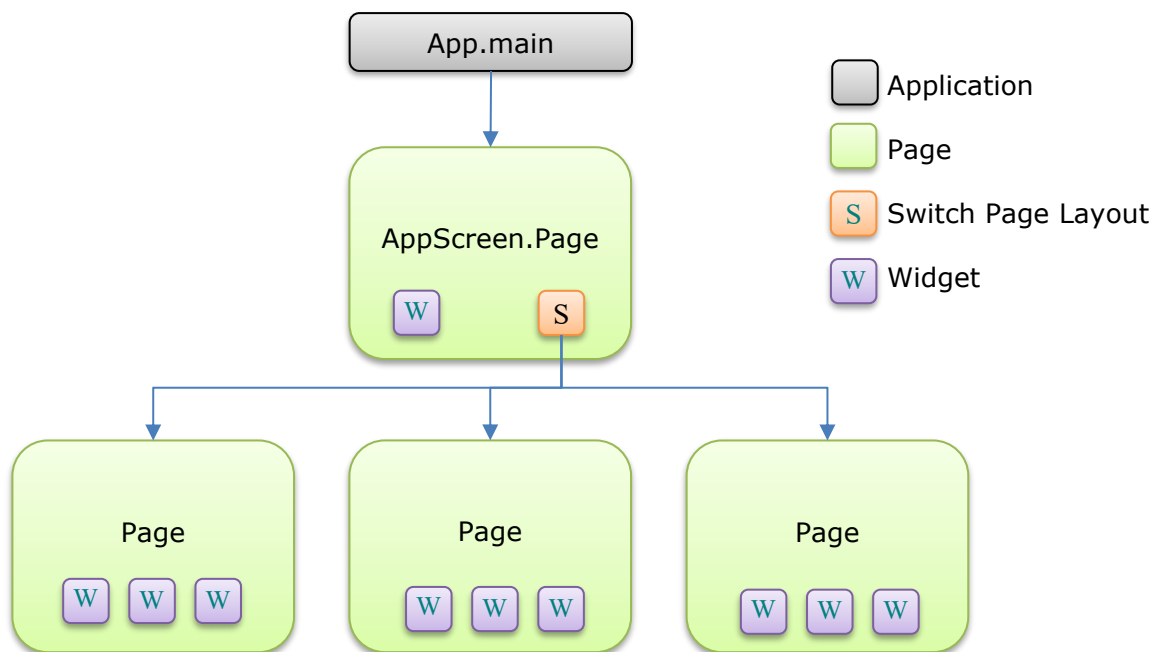 App.main
Application
Page
AppScreen.Page
S Switch Page Layout
W Widget
W S
Page Page Page
W W W W W W W W W